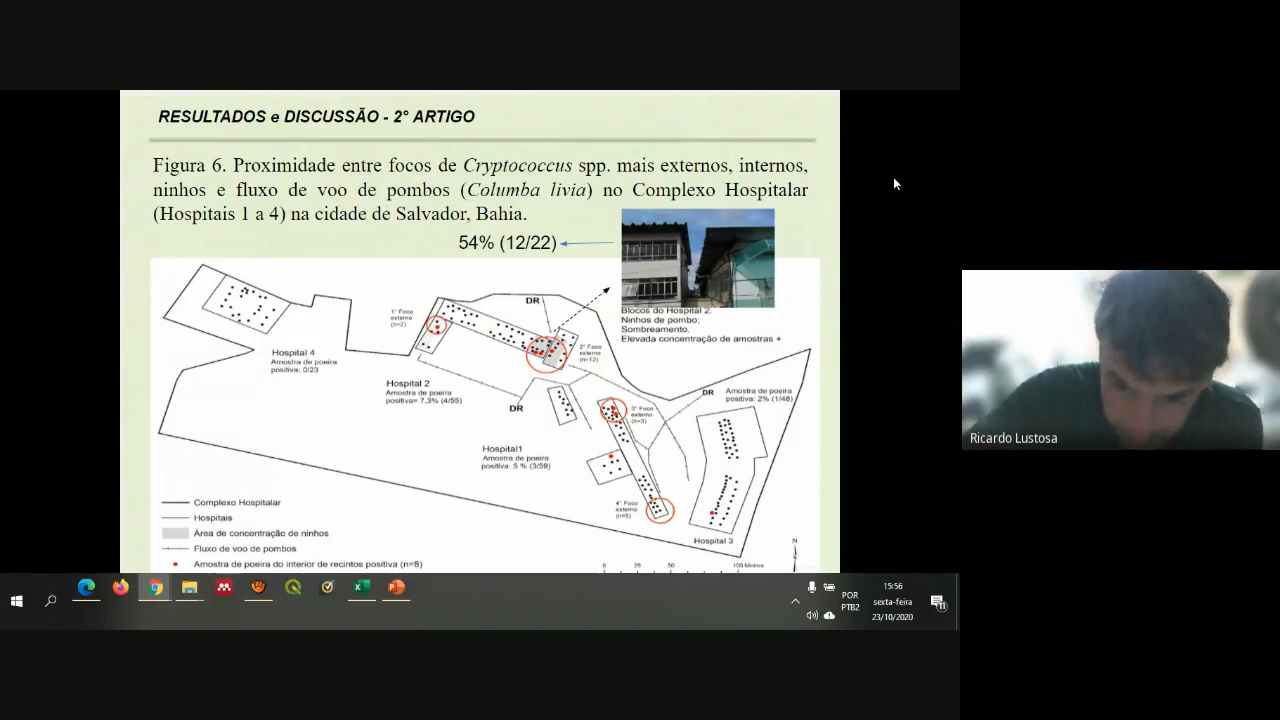 RESULTADOS e DISCUSSÃO - 2° ARTIGO
Figura 6. Proximidade entre focos de Cryptococcus spp. mais externos, internos,
ninhos e fluxo de voo de pombos (Columba livia) no Complexo Hospitalar
(Hospitais 1 a 4) na cidade de Salvador, Bahia.
54% (12/22)
Blocos do Hospital 2:
Ninhos de pombo;
Sombreamento.
Elevada concentração de amostras +
DR
1° Foco
externo
(n=2)
2° Foco
externo
(n=12)
Hospital 4
Amostra de poeira
positiva: 0/23
Hospital 2
Amostra de poeira
positiva= 7,3% (4/55)
DR
DR
Amostra de poeira
positiva: 2% (1/48)
3° Foco
externo
(n=3)
Hospital1
Amostra de poeira
positiva: 5 % (3/59)
4° Foco
externo
(n=5)
Hospital 3
Complexo Hospitalar
Hospitais
Área de concentração de ninhos
Fluxo de voo de pombos
Amostra de poeira do interior de recintos positiva (n=8)
N
0 25 50 100 Metros
Ricardo Lustosa
POR
PTB2
15:56
sexta-feira
23/10/2020
11